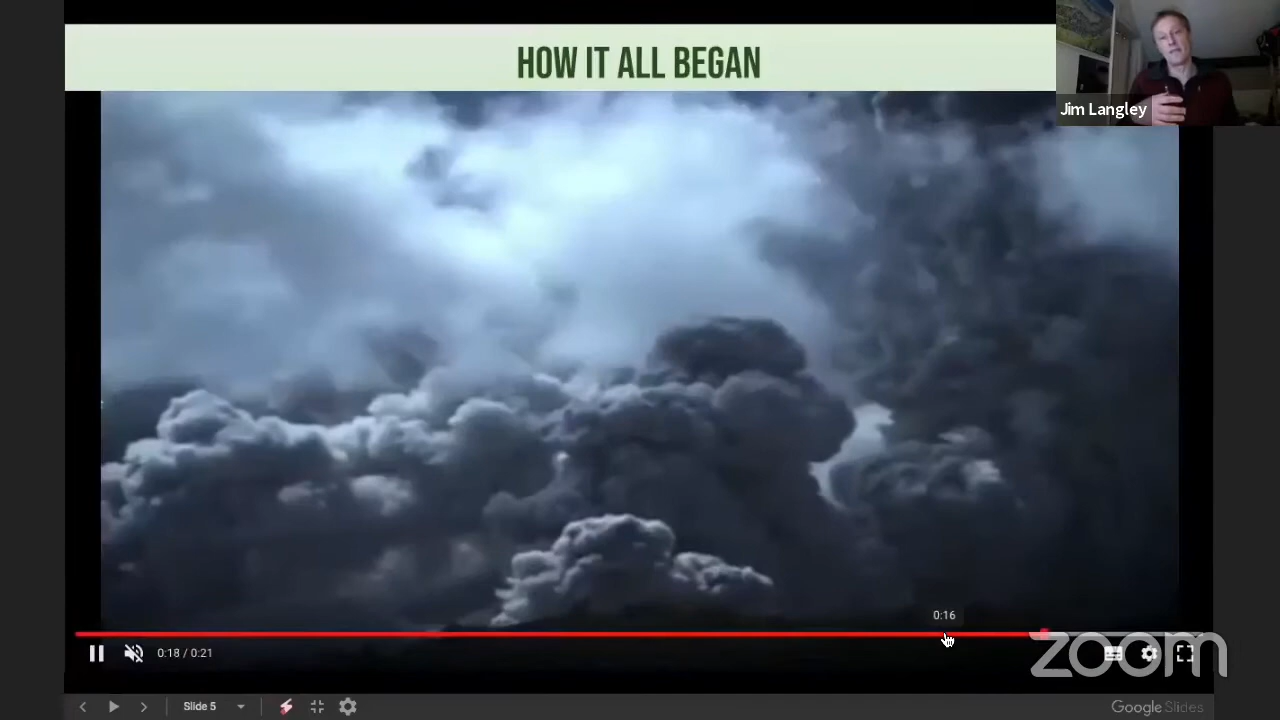 HOW IT ALL BEGAN
Jim Langley
0:16
0:18 / 0:21
zoom
Slide 5
Google Slides